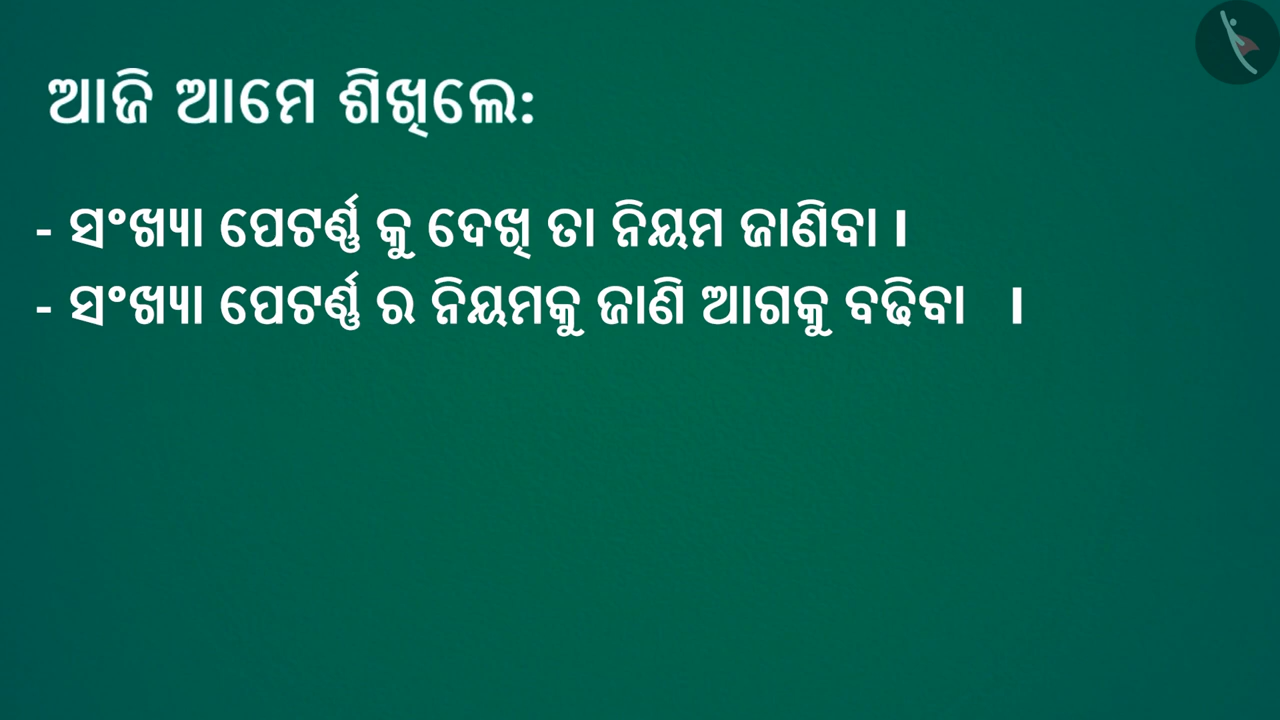 ଆଜି ଆମେ ଶିଖିଲେ:
- ସଂଖ୍ୟା ପେଟର୍ଣ୍ଣ କୁ ଦେଖି ତା ନିୟମ ଜାଣିବା ।
- ସଂଖ୍ୟା ପେଟର୍ଣ୍ଣ ର ନିୟମକୁ ଜାଣି ଆଗକୁ ବଢିବା ।